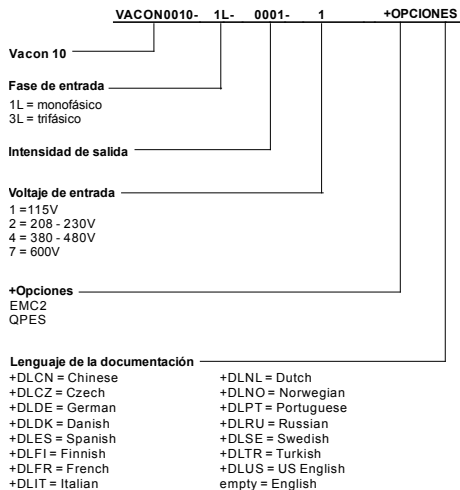 VACON0010- 1L- 0001- 1 +OPCIONES
Vacon 10
Fase de entrada
1L = monofásico
3L = trifásico
Intensidad de salida
Voltaje de entrada
1 =115V
2 = 208 - 230V
4 = 380 - 480V
7 = 600V
+Opciones
EMC2
QPES
Lenguaje de la documentación
+DLCN = Chinese
+DLCZ = Czech
+DLDE = German
+DLDK = Danish
+DLES = Spanish
+DLFI = Finnish
+DLFR = French
+DLIT = Italian
+DLNL = Dutch
+DLNO = Norwegian
+DLPT = Portuguese
+DLRU = Russian
+DLSE = Swedish
+DLTR = Turkish
+DLUS = US English
empty = English